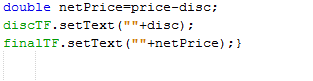 double netPrice=price-disc;
discTF.setText(""+disc);
finalTF.setText(""+netPrice);}